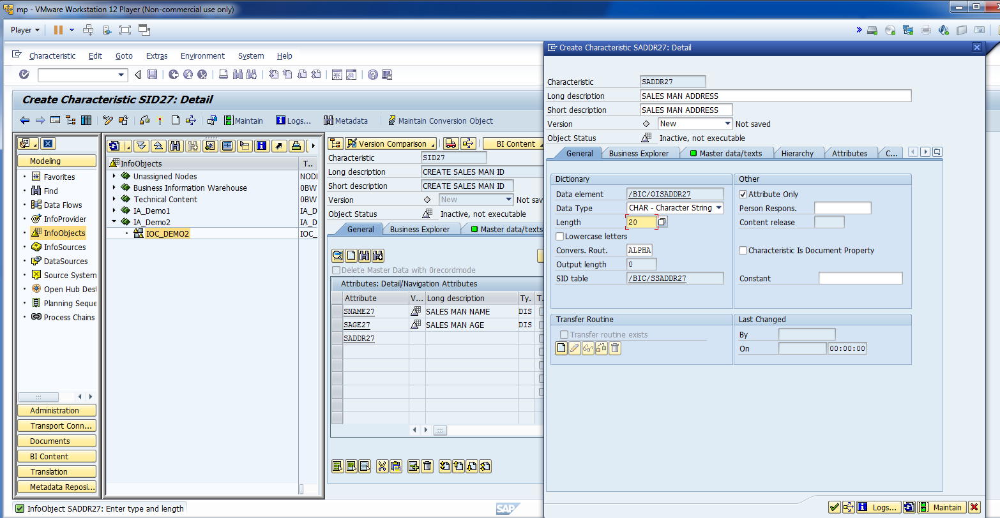 mp - VMware Workstation 12 Player (Non-commercial use only)
Player
Characteristic Edit Goto Extras Environment System Help
Create Characteristic SID27: Detail
Maintain Logs... Metadata Maintain Conversion Object
Modeling
Favorites
Find
Data Flows
InfoProvider
InfoObjects
InfoSources
DataSources
Source System
Open Hub Dest
Planning Seque
Process Chains
Administration
Transport Conn...
Documents
BI Content
Translation
Metadata Reposi...
InfoObjects T..
Unassigned Nodes NODI
Business Information Warehouse 0BW
Technical Content 0BW
IA_Demo1 IA_D
IA_Demo2 IA_D
IOC_DEMO2 IOC_
Version Comparison BI Content
Characteristic SID27
Long description CREATE SALES MAN ID
Short description CREATE SALES MAN ID
Version New Not sav
Object Status Inactive, not executable
General Business Explorer Master data/texts
Delete Master Data with 0recordmode
Attributes: Detail/Navigation Attributes
Attribute V... Long description Ty. T.
SNAME27 SALES MAN NAME DIS
SAGE27 SALES MAN AGE DIS
SADDR27
Create Characteristic SADDR27: Detail
Characteristic SADDR27
Long description SALES MAN ADDRESS
Short description SALES MAN ADDRESS
Version New Not saved
Object Status Inactive, not executable
General Business Explorer Master data/texts Hierarchy Attributes C...
Dictionary
Data element /BIC/OISADDR27
Data Type CHAR - Character String
Length 20
Lowercase letters
Convers. Rout. ALPHA
Output length 0
SID table /BIC/SSADDR27
Other
Attribute Only
Person Respons.
Content release
Characteristic Is Document Property
Constant
Transfer Routine
Transfer routine exists
Last Changed
By
On 00:00:00
Logs... Maintain
InfoObject SADDR27: Enter type and length
SAP